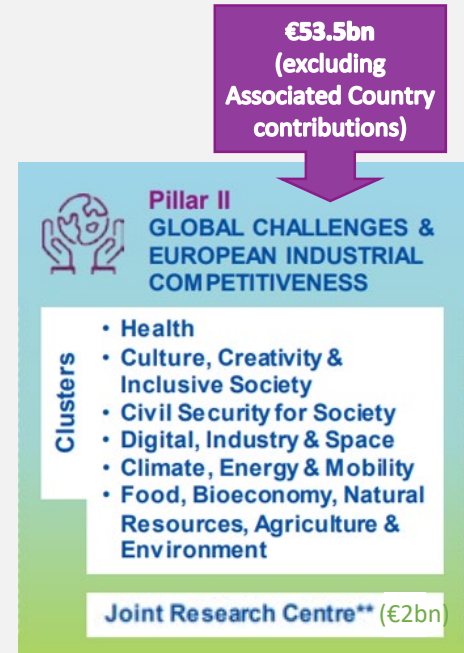 €53.5bn
(excluding
Associated Country
contributions)
Pillar II
GLOBAL CHALLENGES &
EUROPEAN INDUSTRIAL
COMPETITIVENESS
Clusters
• Health
• Culture, Creativity &
Inclusive Society
• Civil Security for Society
• Digital, Industry & Space
• Climate, Energy & Mobility
• Food, Bioeconomy, Natural
Resources, Agriculture &
Environment
Joint Research Centre** (€2bn)